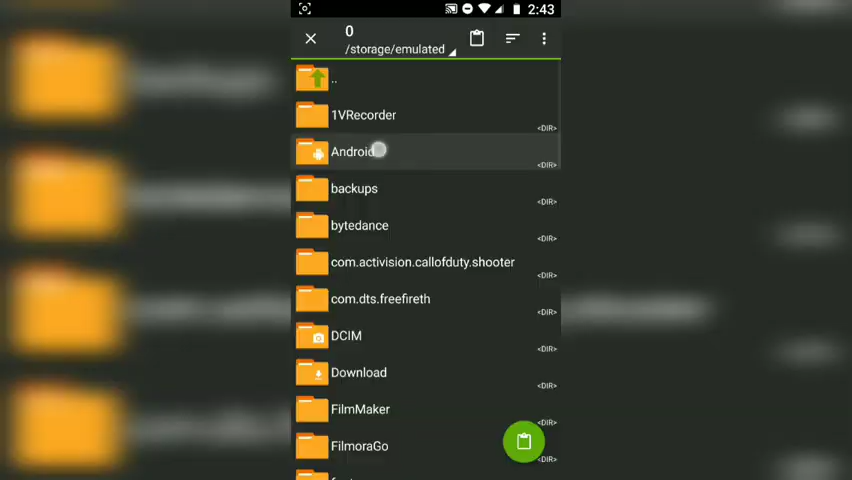 2:43
0
/storage/emulated
..
1VRecorder
<DIR>
Android
<DIR>
backups
<DIR>
bytedance
<DIR>
com.activision.callofduty.shooter
<DIR>
com.dts.freefireth
<DIR>
DCIM
<DIR>
Download
<DIR>
FilmMaker
<DIR>
FilmoraGo
<DIR>